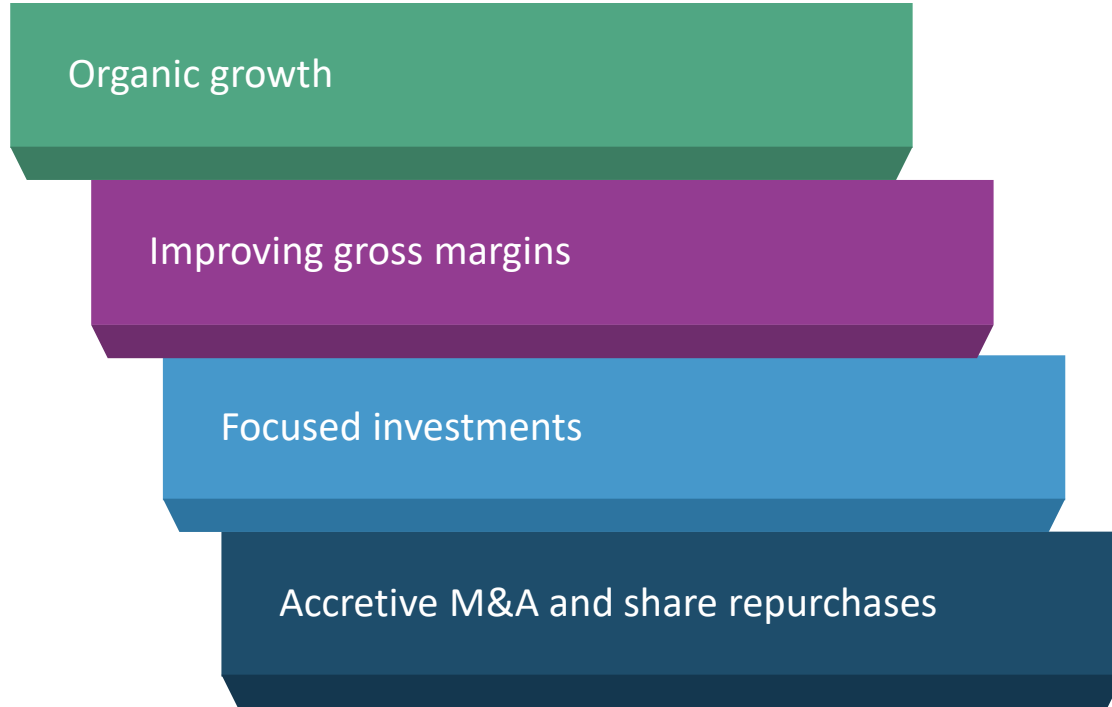 Organic growth
Improving gross margins
Focused investments
Accretive M&A and share repurchases